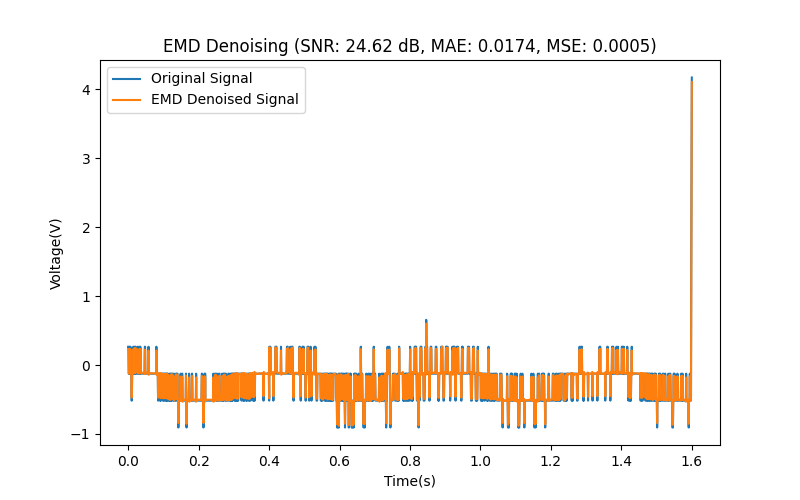 EMD Denoising (SNR: 24.62 dB, MAE: 0.0174, MSE: 0.0005)
Original Signal
EMD Denoised Signal
Voltage(V)
4
3
2
1
0
−1
0.0 0.2 0.4 0.6 0.8 1.0 1.2 1.4 1.6
Time(s)